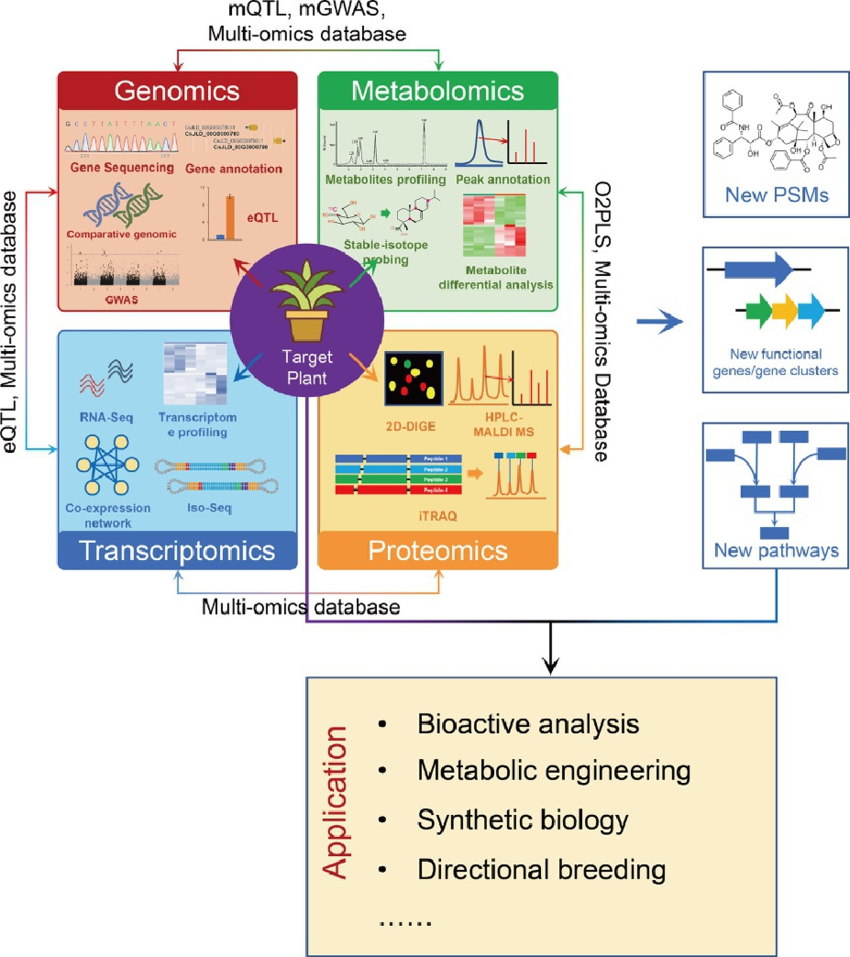 mQTL, mGWAS,
Multi-omics database
Genomics
G C C T T A T T T T A A C T
Gene Sequencing
Gene annotation
Comparative genomic
eQTL
GWAS
Metabolomics
Metabolites profiling
Peak annotation
Stable-isotope
probing
Metabolite
differential analysis
eQTL, Multi-omics database
O2PLS, Multi-omics Database
Target
Plant
RNA-Seq
Transcriptom
e profiling
Co-expression
network
Iso-Seq
Transcriptomics
2D-DIGE
HPLC-
MALDI MS
Peptide 1
Peptide 2
Peptide 3
Peptide 4
iTRAQ
Proteomics
Multi-omics database
New PSMs
New functional
genes/gene clusters
New pathways
Application
• Bioactive analysis
• Metabolic engineering
• Synthetic biology
• Directional breeding
......